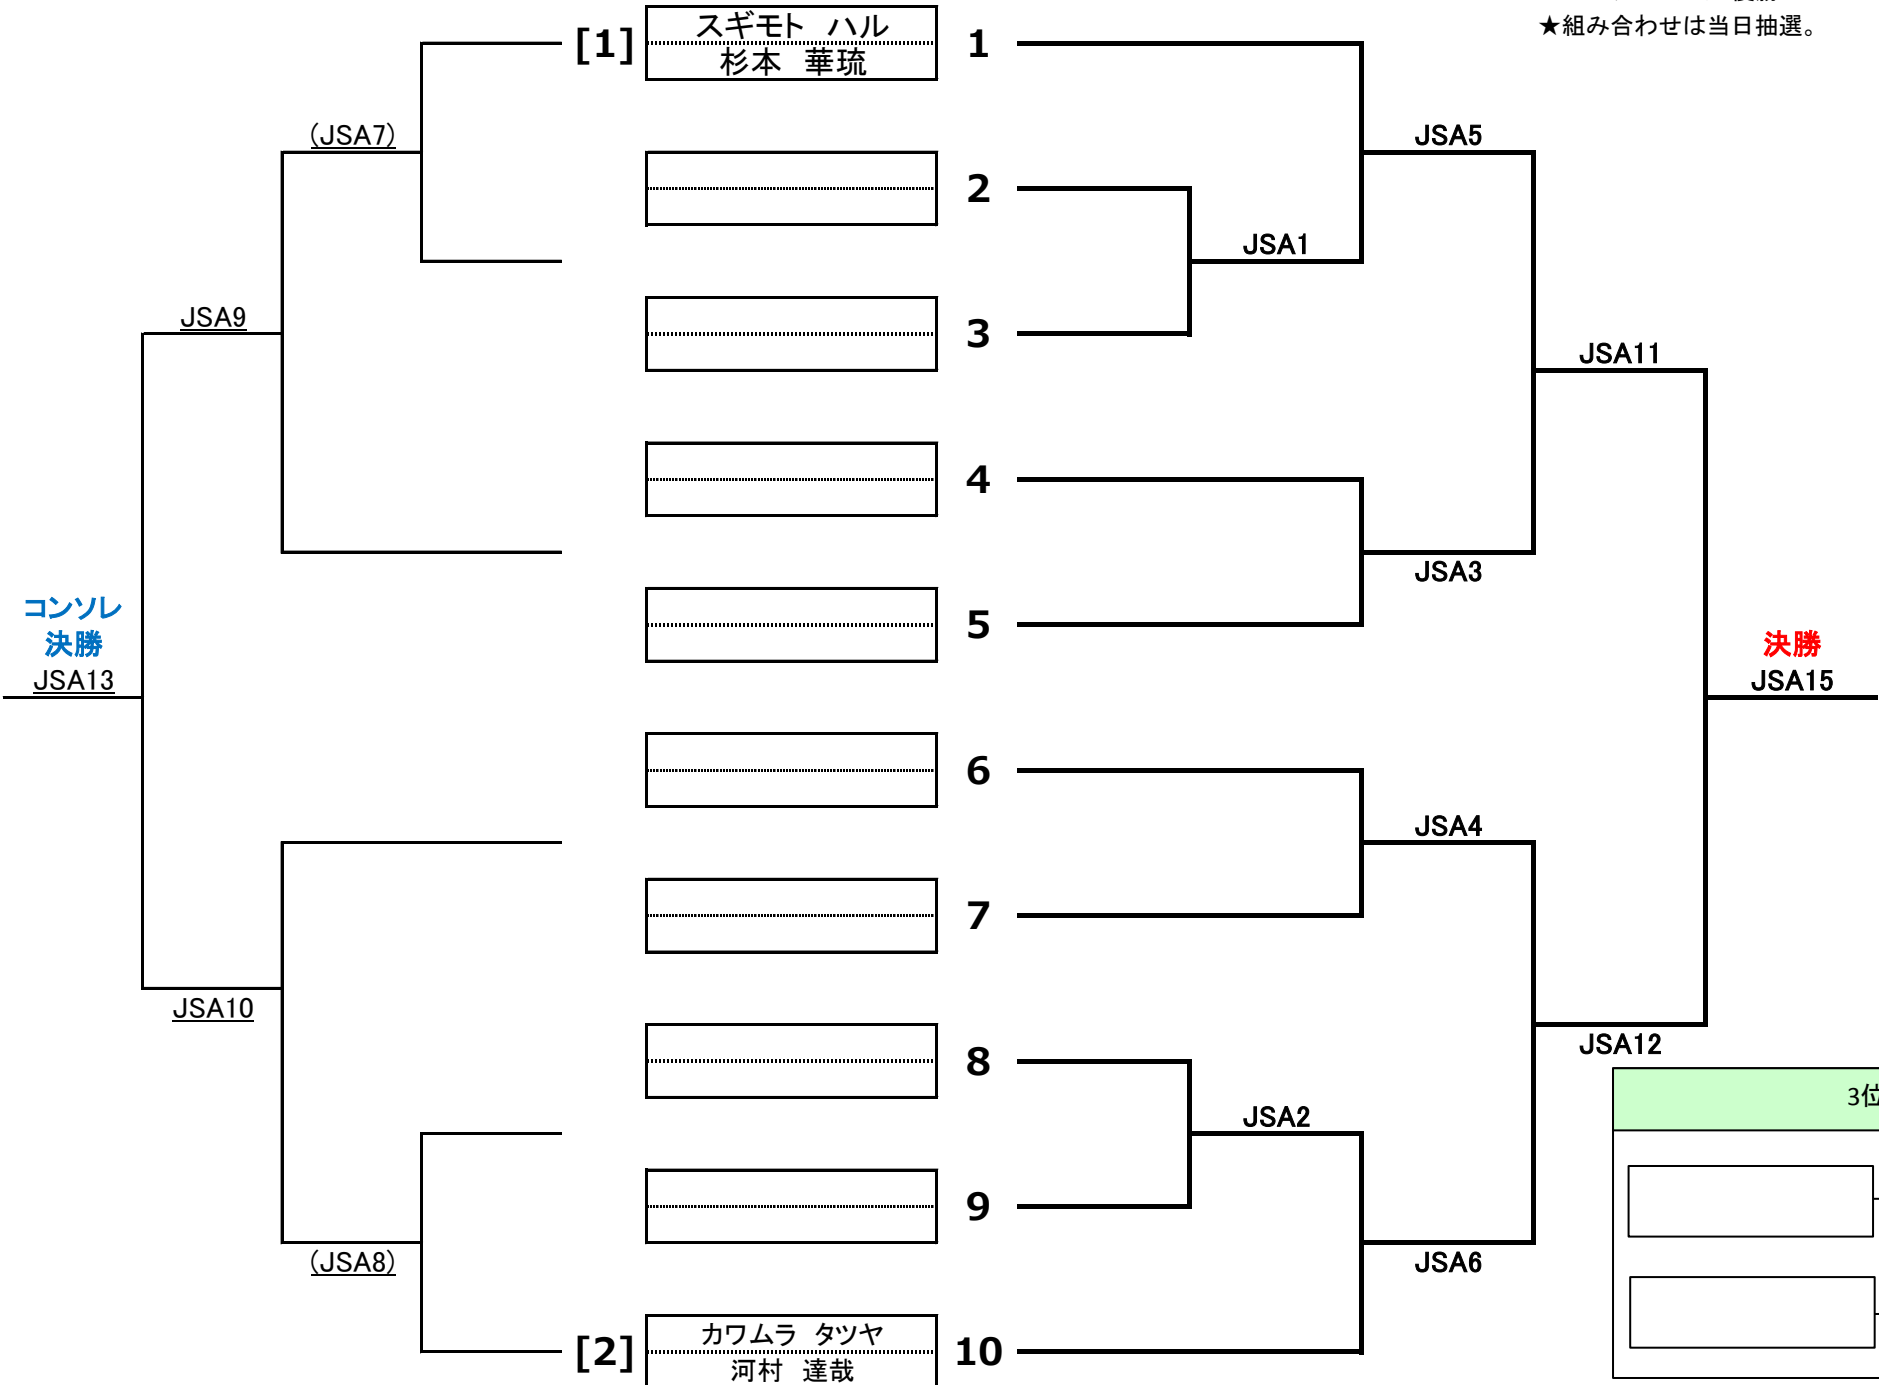 ★組み合わせは当日抽選。
[1]
スギモト ハル
杉本 華琉
1
(JSA7)
JSA5
2
JSA1
JSA9
3
JSA11
4
JSA3
コンソレ
決勝
JSA13
5
決勝
JSA15
6
JSA4
7
JSA10
8
JSA12
3位
JSA2
9
(JSA8)
JSA6
[2]
カワムラ タツヤ
河村 達哉
10